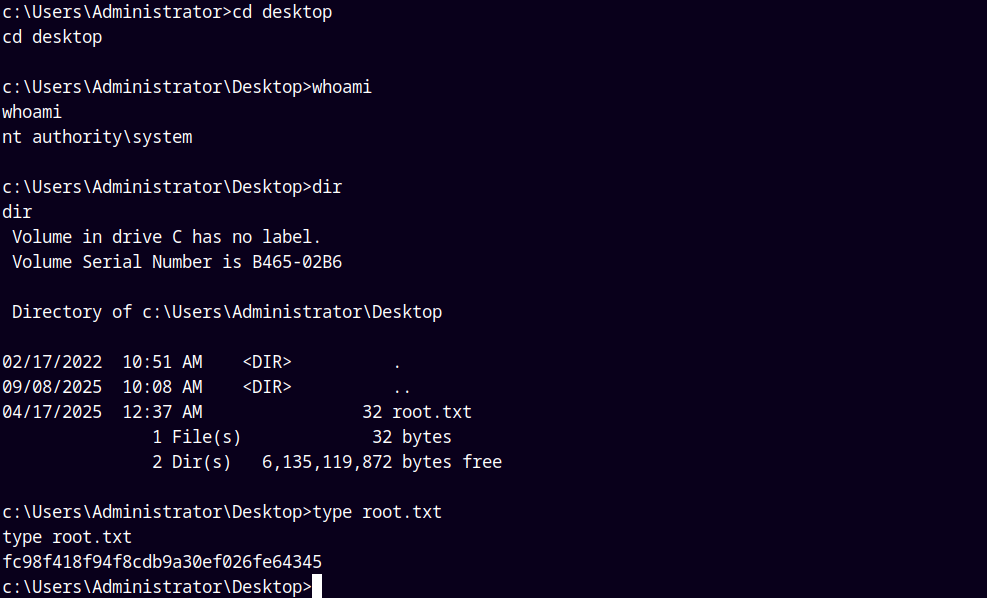 c:\Users\Administrator>cd desktop
cd desktop
c:\Users\Administrator\Desktop>whoami
whoami
nt authority\system
c:\Users\Administrator\Desktop>dir
dir
 Volume in drive C has no label.
 Volume Serial Number is B465-02B6
 Directory of c:\Users\Administrator\Desktop
02/17/2022  10:51 AM    <DIR>          .
09/08/2025  10:08 AM    <DIR>          ..
04/17/2025  12:37 AM                32 root.txt
               1 File(s)             32 bytes
               2 Dir(s)   6,135,119,872 bytes free
c:\Users\Administrator\Desktop>type root.txt
type root.txt
fc98f418f94f8cdb9a30ef026fe64345
c:\Users\Administrator\Desktop>